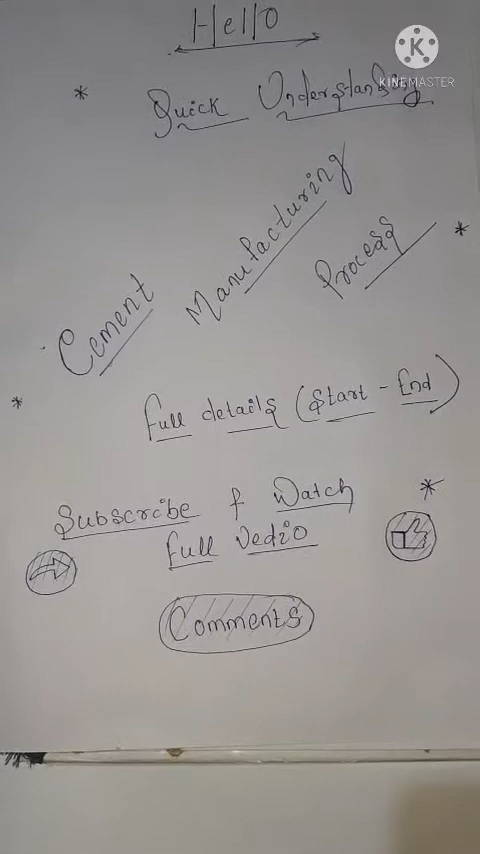 Hello
K
KINEMASTER
Quick Understanding
Cement Manufacturing Process
Full details (Start - End)
Subscribe & Watch
Full Vedio
Comments